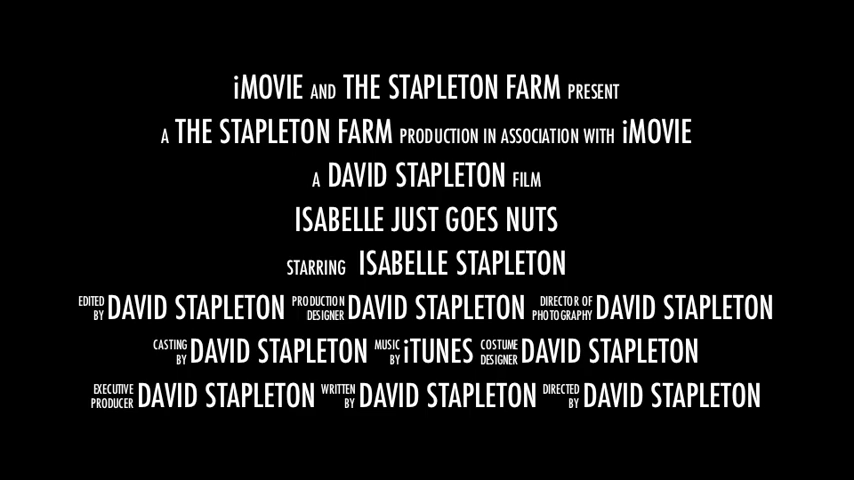 iMOVIE AND THE STAPLETON FARM PRESENT
A THE STAPLETON FARM PRODUCTION IN ASSOCIATION WITH iMOVIE
A DAVID STAPLETON FILM
ISABELLE JUST GOES NUTS
STARRING ISABELLE STAPLETON
EDITED BY DAVID STAPLETON PRODUCTION DESIGNER DAVID STAPLETON DIRECTOR OF PHOTOGRAPHY DAVID STAPLETON
CASTING BY DAVID STAPLETON MUSIC BY iTUNES COSTUME DESIGNER DAVID STAPLETON
EXECUTIVE PRODUCER DAVID STAPLETON WRITTEN BY DAVID STAPLETON DIRECTED BY DAVID STAPLETON